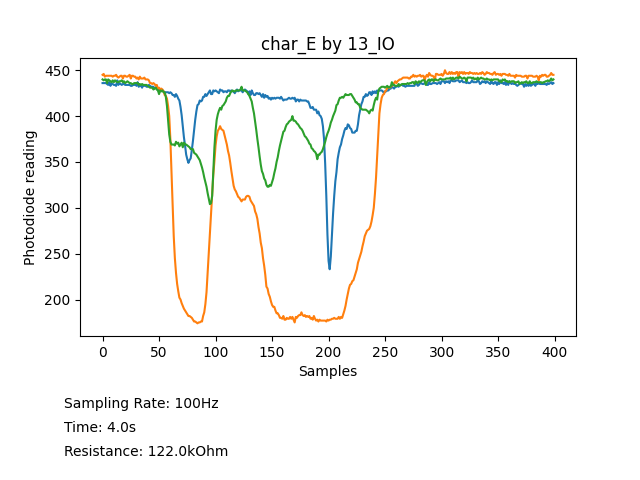 char_E by 13_IO
450
400
350
300
250
200
Photodiode reading
0 50 100 150 200 250 300 350 400
Samples
Sampling Rate: 100Hz
Time: 4.0s
Resistance: 122.0kOhm